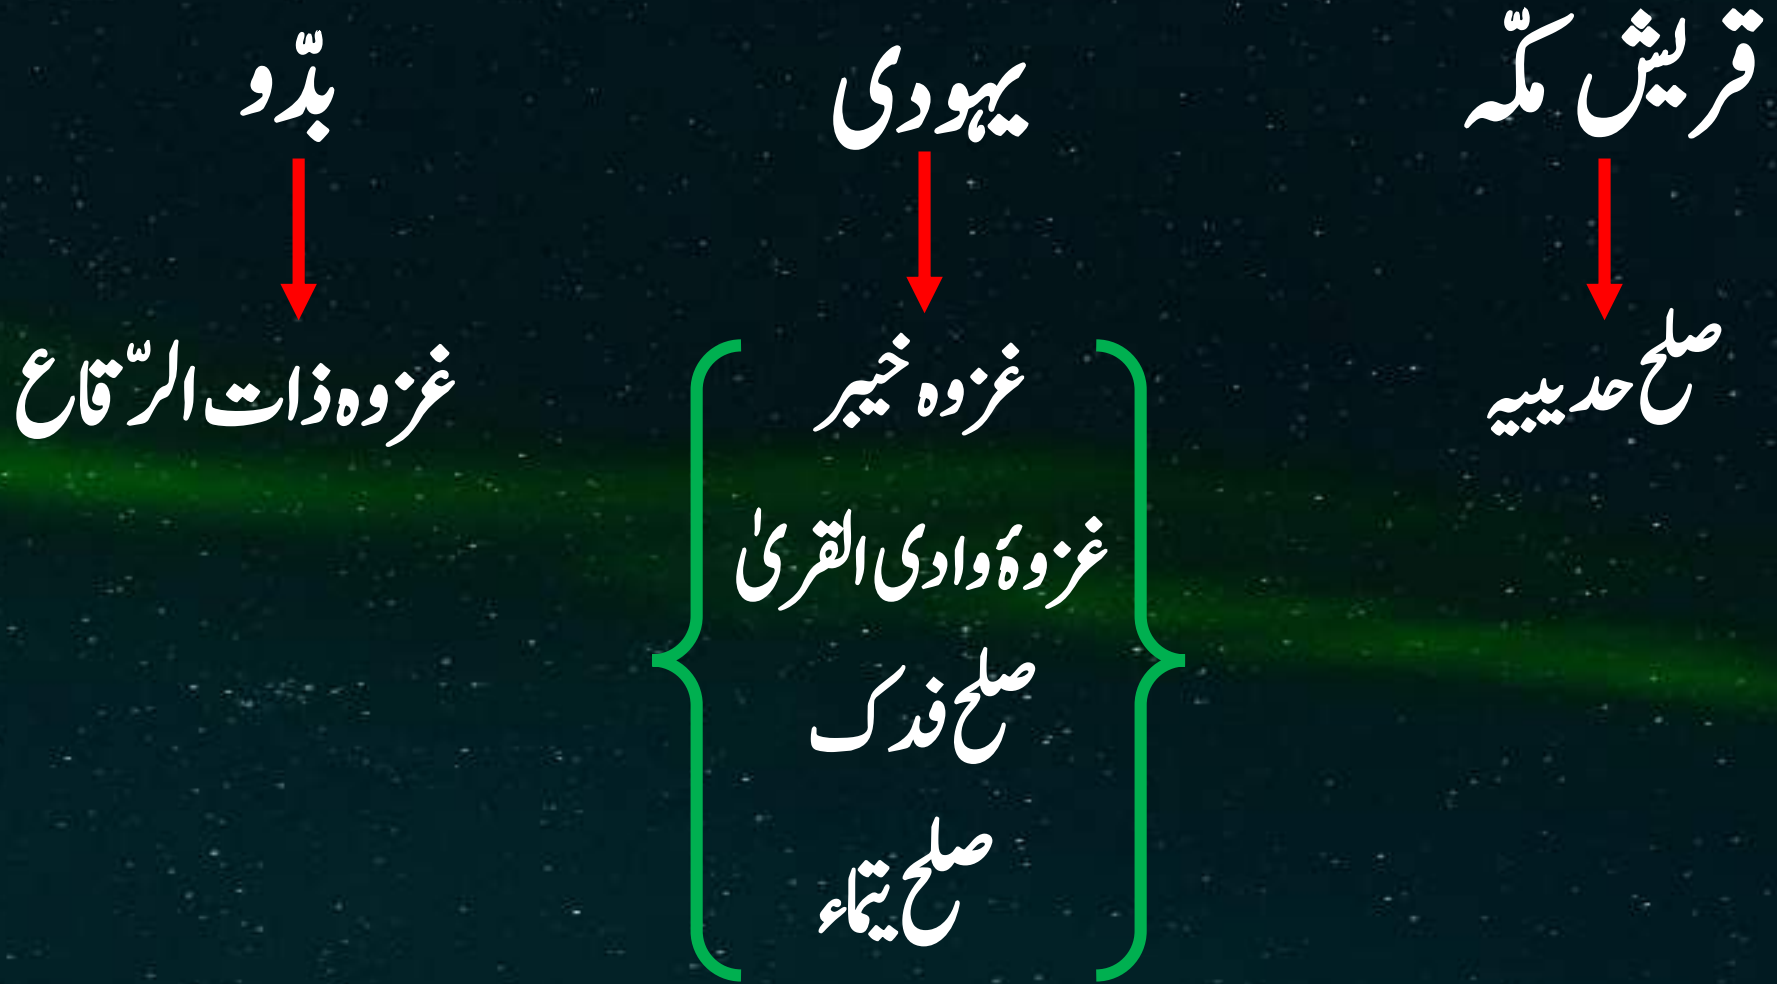 قریش مکّہ
یہودی
بدّو
صلح حدیبیہ
غزوہ خیبر
غزوہ ذات الرّقاع
غزوۂ وادی القریٰ
صلح فدک
صلح تیماء